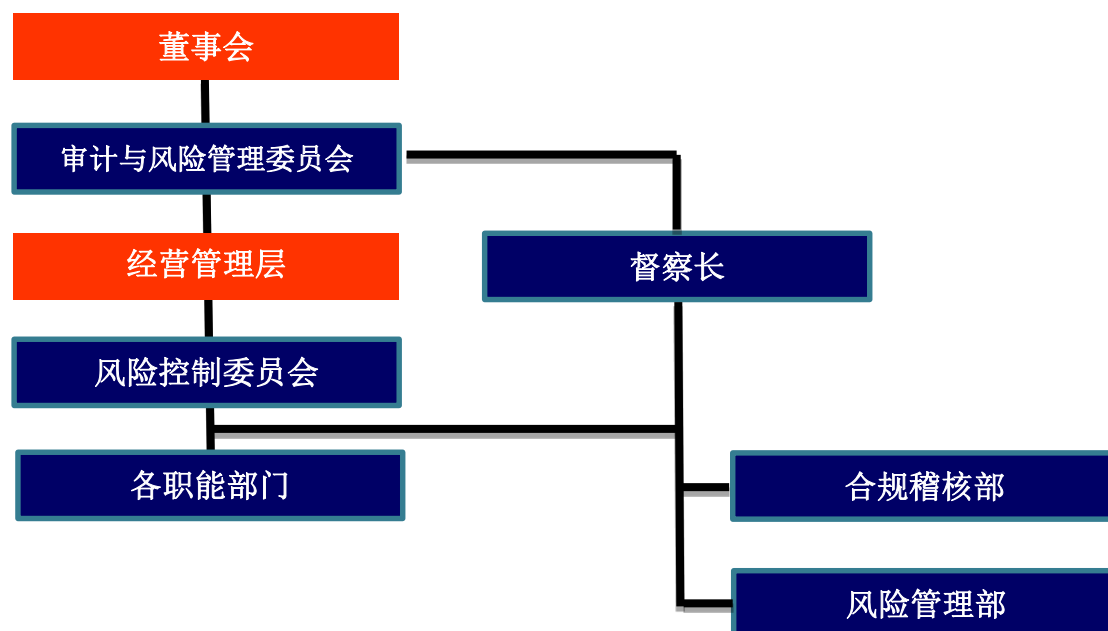 董事会
审计与风险管理委员会
经营管理层
督察长
风险控制委员会
各职能部门
合规稽核部
风险管理部